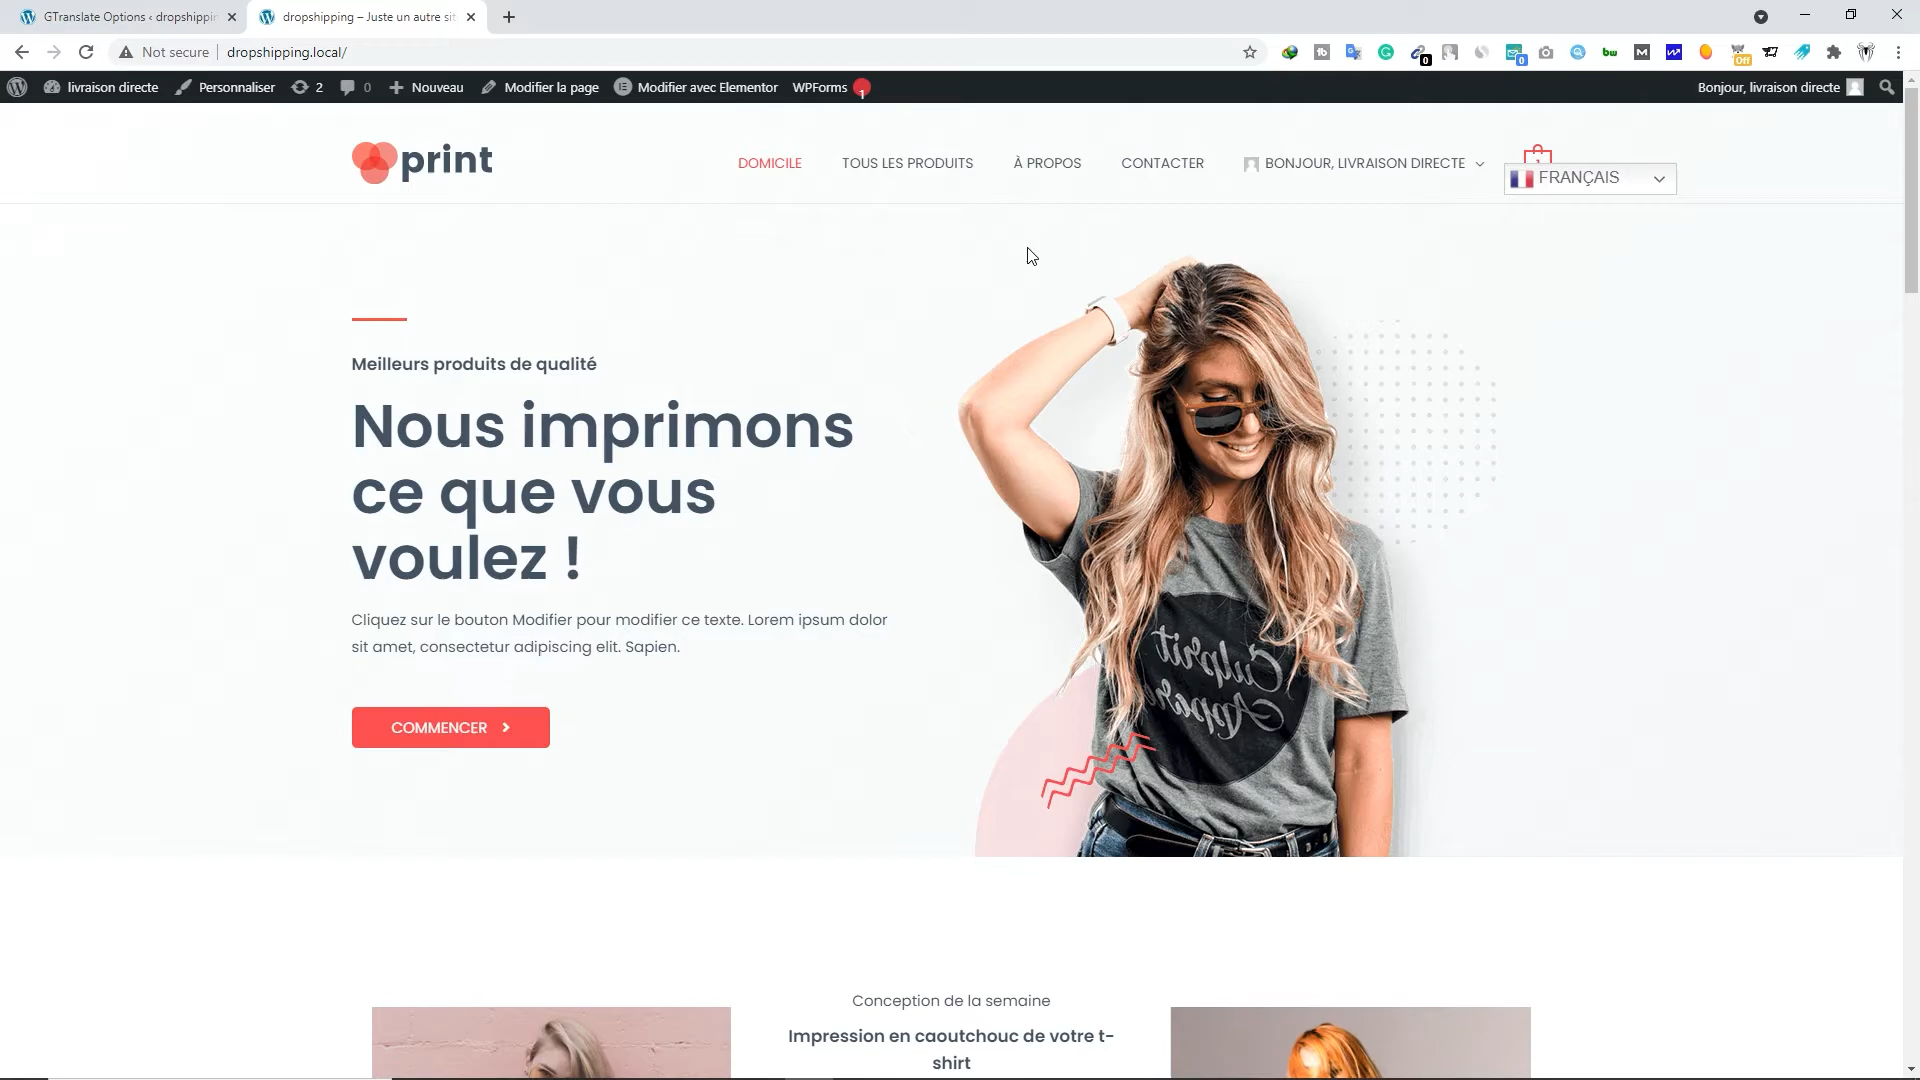 GTranslate Options ‹ dropshippin
dropshipping – Juste un autre sit
Not secure
dropshipping.local/
livraison directe
Personnaliser
2
0
Nouveau
Modifier la page
Modifier avec Elementor
WPForms
1
Bonjour, livraison directe
print
DOMICILE
TOUS LES PRODUITS
À PROPOS
CONTACTER
BONJOUR, LIVRAISON DIRECTE
FRANÇAIS
Meilleurs produits de qualité
Nous imprimons
ce que vous
voulez !
Cliquez sur le bouton Modifier pour modifier ce texte. Lorem ipsum dolor
sit amet, consectetur adipiscing elit. Sapien.
COMMENCER
Culprit
Conception de la semaine
Impression en caoutchouc de votre t-
shirt